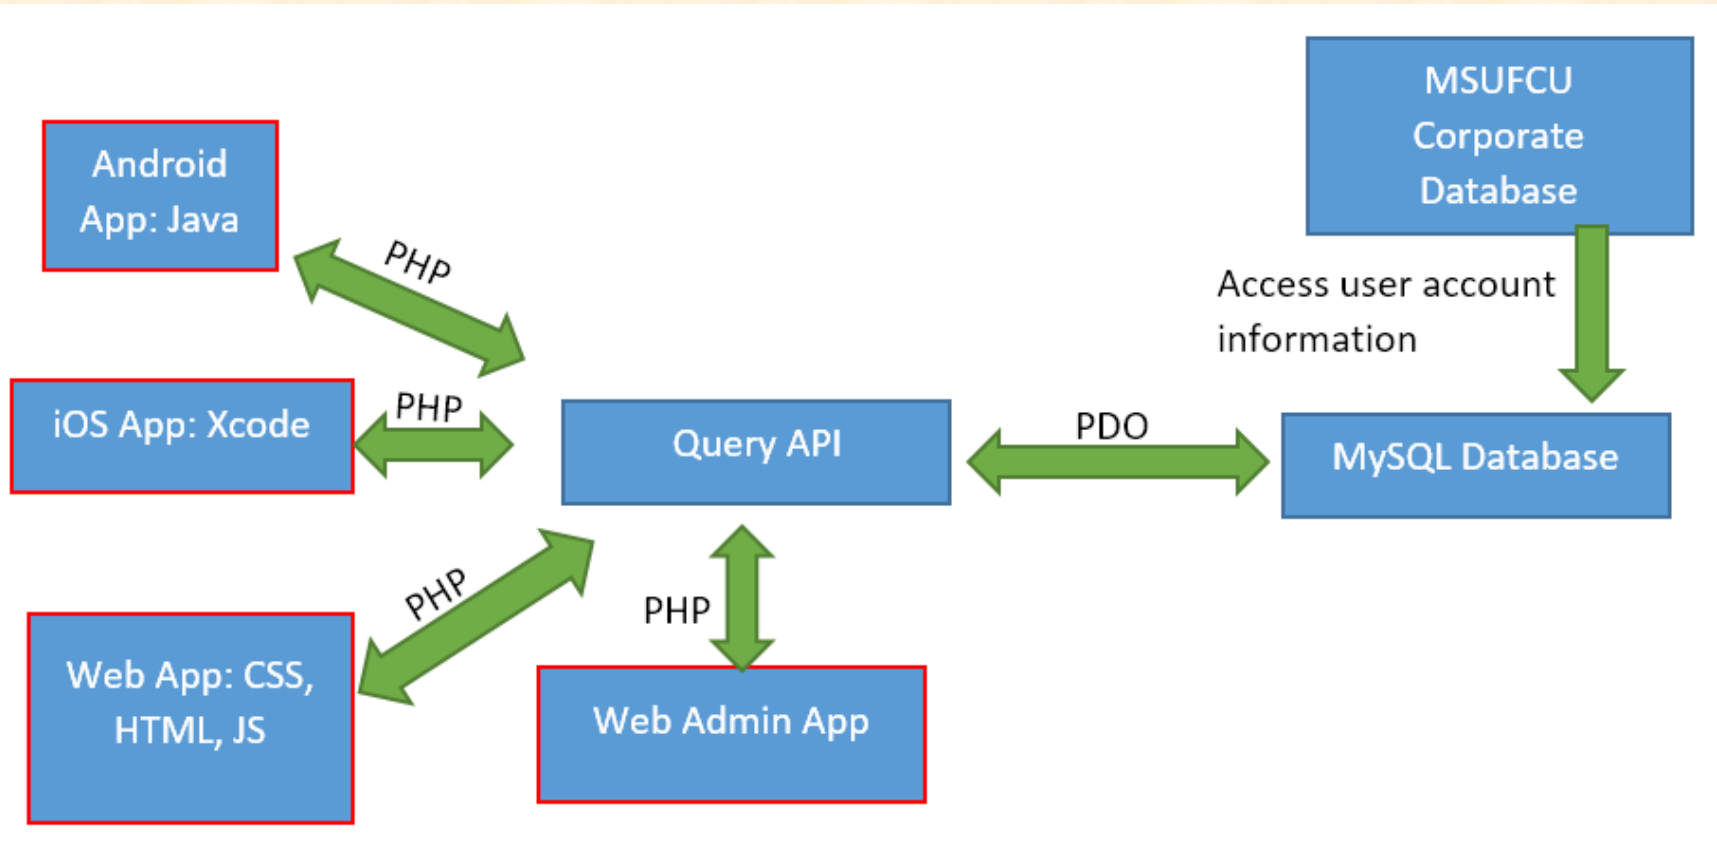 MSUFCU
Corporate
Database
Android
App: Java
PHP
Access user account
information
iOS App: Xcode
PHP
Query API
PDO
MySQL Database
PHP
PHP
Web App: CSS,
HTML, JS
Web Admin App